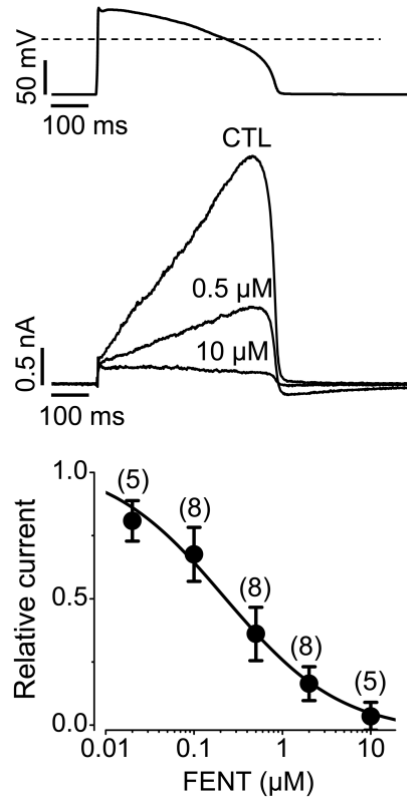 50 mV
100 ms
CTL
0.5 µM
10 µM
0.5 nA
100 ms
1.0
(5)
(8)
(8)
(8)
(5)
0.5
0.0
Relative current
0.01
0.1
1
10
FENT (µM)